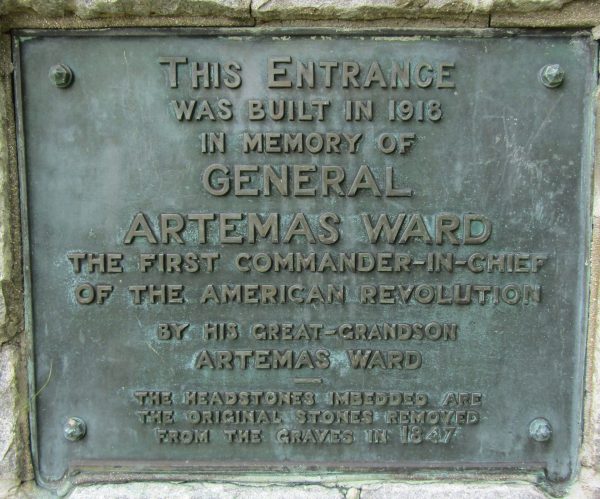 THIS ENTRANCE
WAS BUILT IN 1918
IN MEMORY OF
GENERAL
ARTEMAS WARD
THE FIRST COMMANDER-IN-CHIEF
OF THE AMERICAN REVOLUTION
BY HIS GREAT-GRANDSON
ARTEMAS WARD
THE HEADSTONES IMBEDDED ARE
THE ORIGINAL STONES REMOVED
FROM THE GRAVES IN 1847